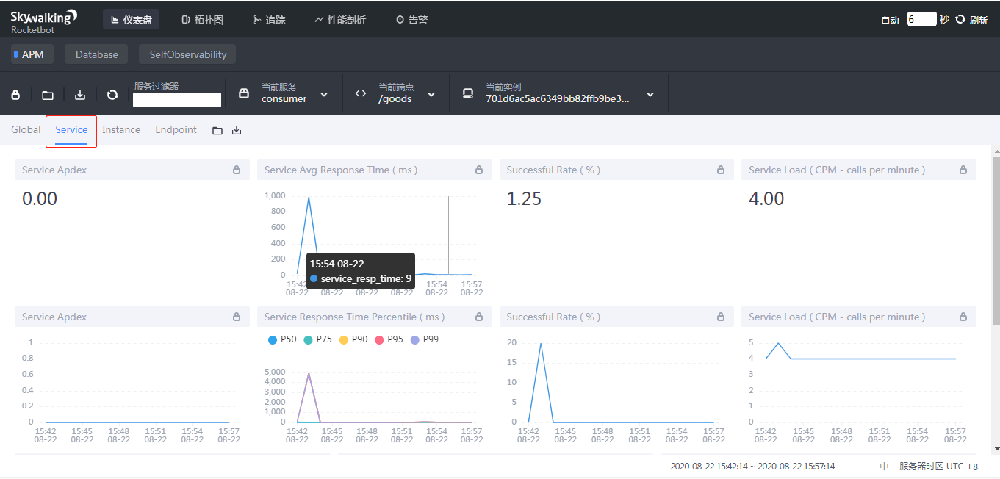 Skywalking
Rocketbot
仪表盘 拓扑图 追踪 性能剖析 告警
自动 6 秒 刷新
APM Database SelfObservability
服务过滤器 当前服务 当前端点 当前实例
consumer /goods 701d6ac5ac6349bb82ffb9be3...
Global Service Instance Endpoint
Service Apdex Service Avg Response Time ( ms ) Successful Rate ( % ) Service Load ( CPM - calls per minute )
0.00 1.25 4.00
1,000
800
600
400
200
0
15:42 15:54 15:57
08-22 08-22 08-22 08-22 08-22 08-22
15:54 08-22
service_resp_time: 9
Service Apdex Service Response Time Percentile ( ms ) Successful Rate ( % ) Service Load ( CPM - calls per minute )
1
0.8
0.6
0.4
0.2
0
15:42 15:45 15:48 15:51 15:54 15:57
08-22 08-22 08-22 08-22 08-22 08-22
P50 P75 P90 P95 P99
5,000
4,000
3,000
2,000
1,000
0
15:42 15:45 15:48 15:51 15:54 15:57
08-22 08-22 08-22 08-22 08-22 08-22
20
15
10
5
0
15:42 15:45 15:48 15:51 15:54 15:57
08-22 08-22 08-22 08-22 08-22 08-22
5
4
3
2
1
0
15:42 15:45 15:48 15:51 15:54 15:57
08-22 08-22 08-22 08-22 08-22 08-22
2020-08-22 15:42:14 ~ 2020-08-22 15:57:14 中 服务器时区 UTC +8